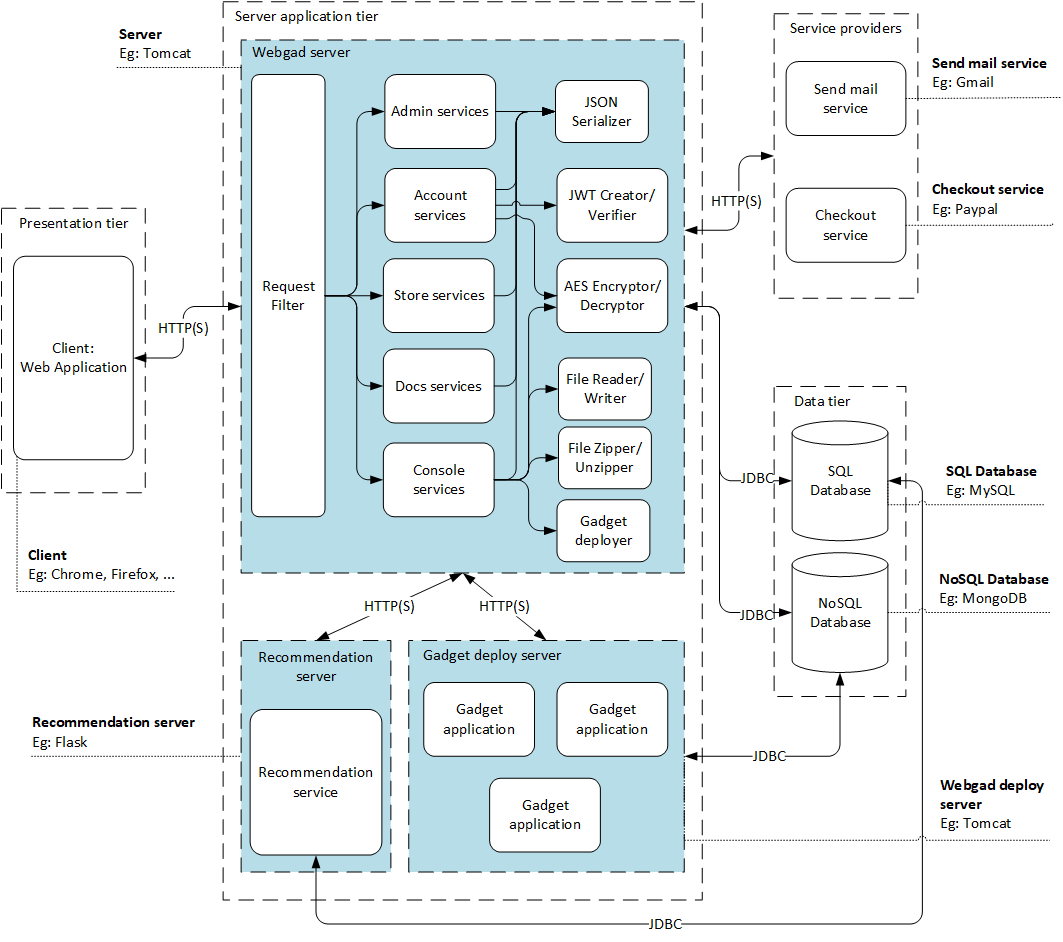 Server application tier
Server
Eg: Tomcat
Webgad server
Request
Filter
Admin services
Account
services
Store services
Docs services
Console
services
JSON
Serializer
JWT Creator/
Verifier
AES Encryptor/
Decryptor
File Reader/
Writer
File Zipper/
Unzipper
Gadget
deployer
Service providers
Send mail
service
Checkout
service
Send mail service
Eg: Gmail
Checkout service
Eg: Paypal
HTTP(S)
Presentation tier
Client:
Web Application
HTTP(S)
Client
Eg: Chrome, Firefox, ...
Data tier
SQL
Database
NoSQL
Database
JDBC
JDBC
SQL Database
Eg: MySQL
NoSQL Database
Eg: MongoDB
HTTP(S)
HTTP(S)
Recommendation
server
Recommendation
service
Recommendation server
Eg: Flask
Gadget deploy server
Gadget
application
Gadget
application
Gadget
application
JDBC
Webgad deploy
server
Eg: Tomcat
JDBC